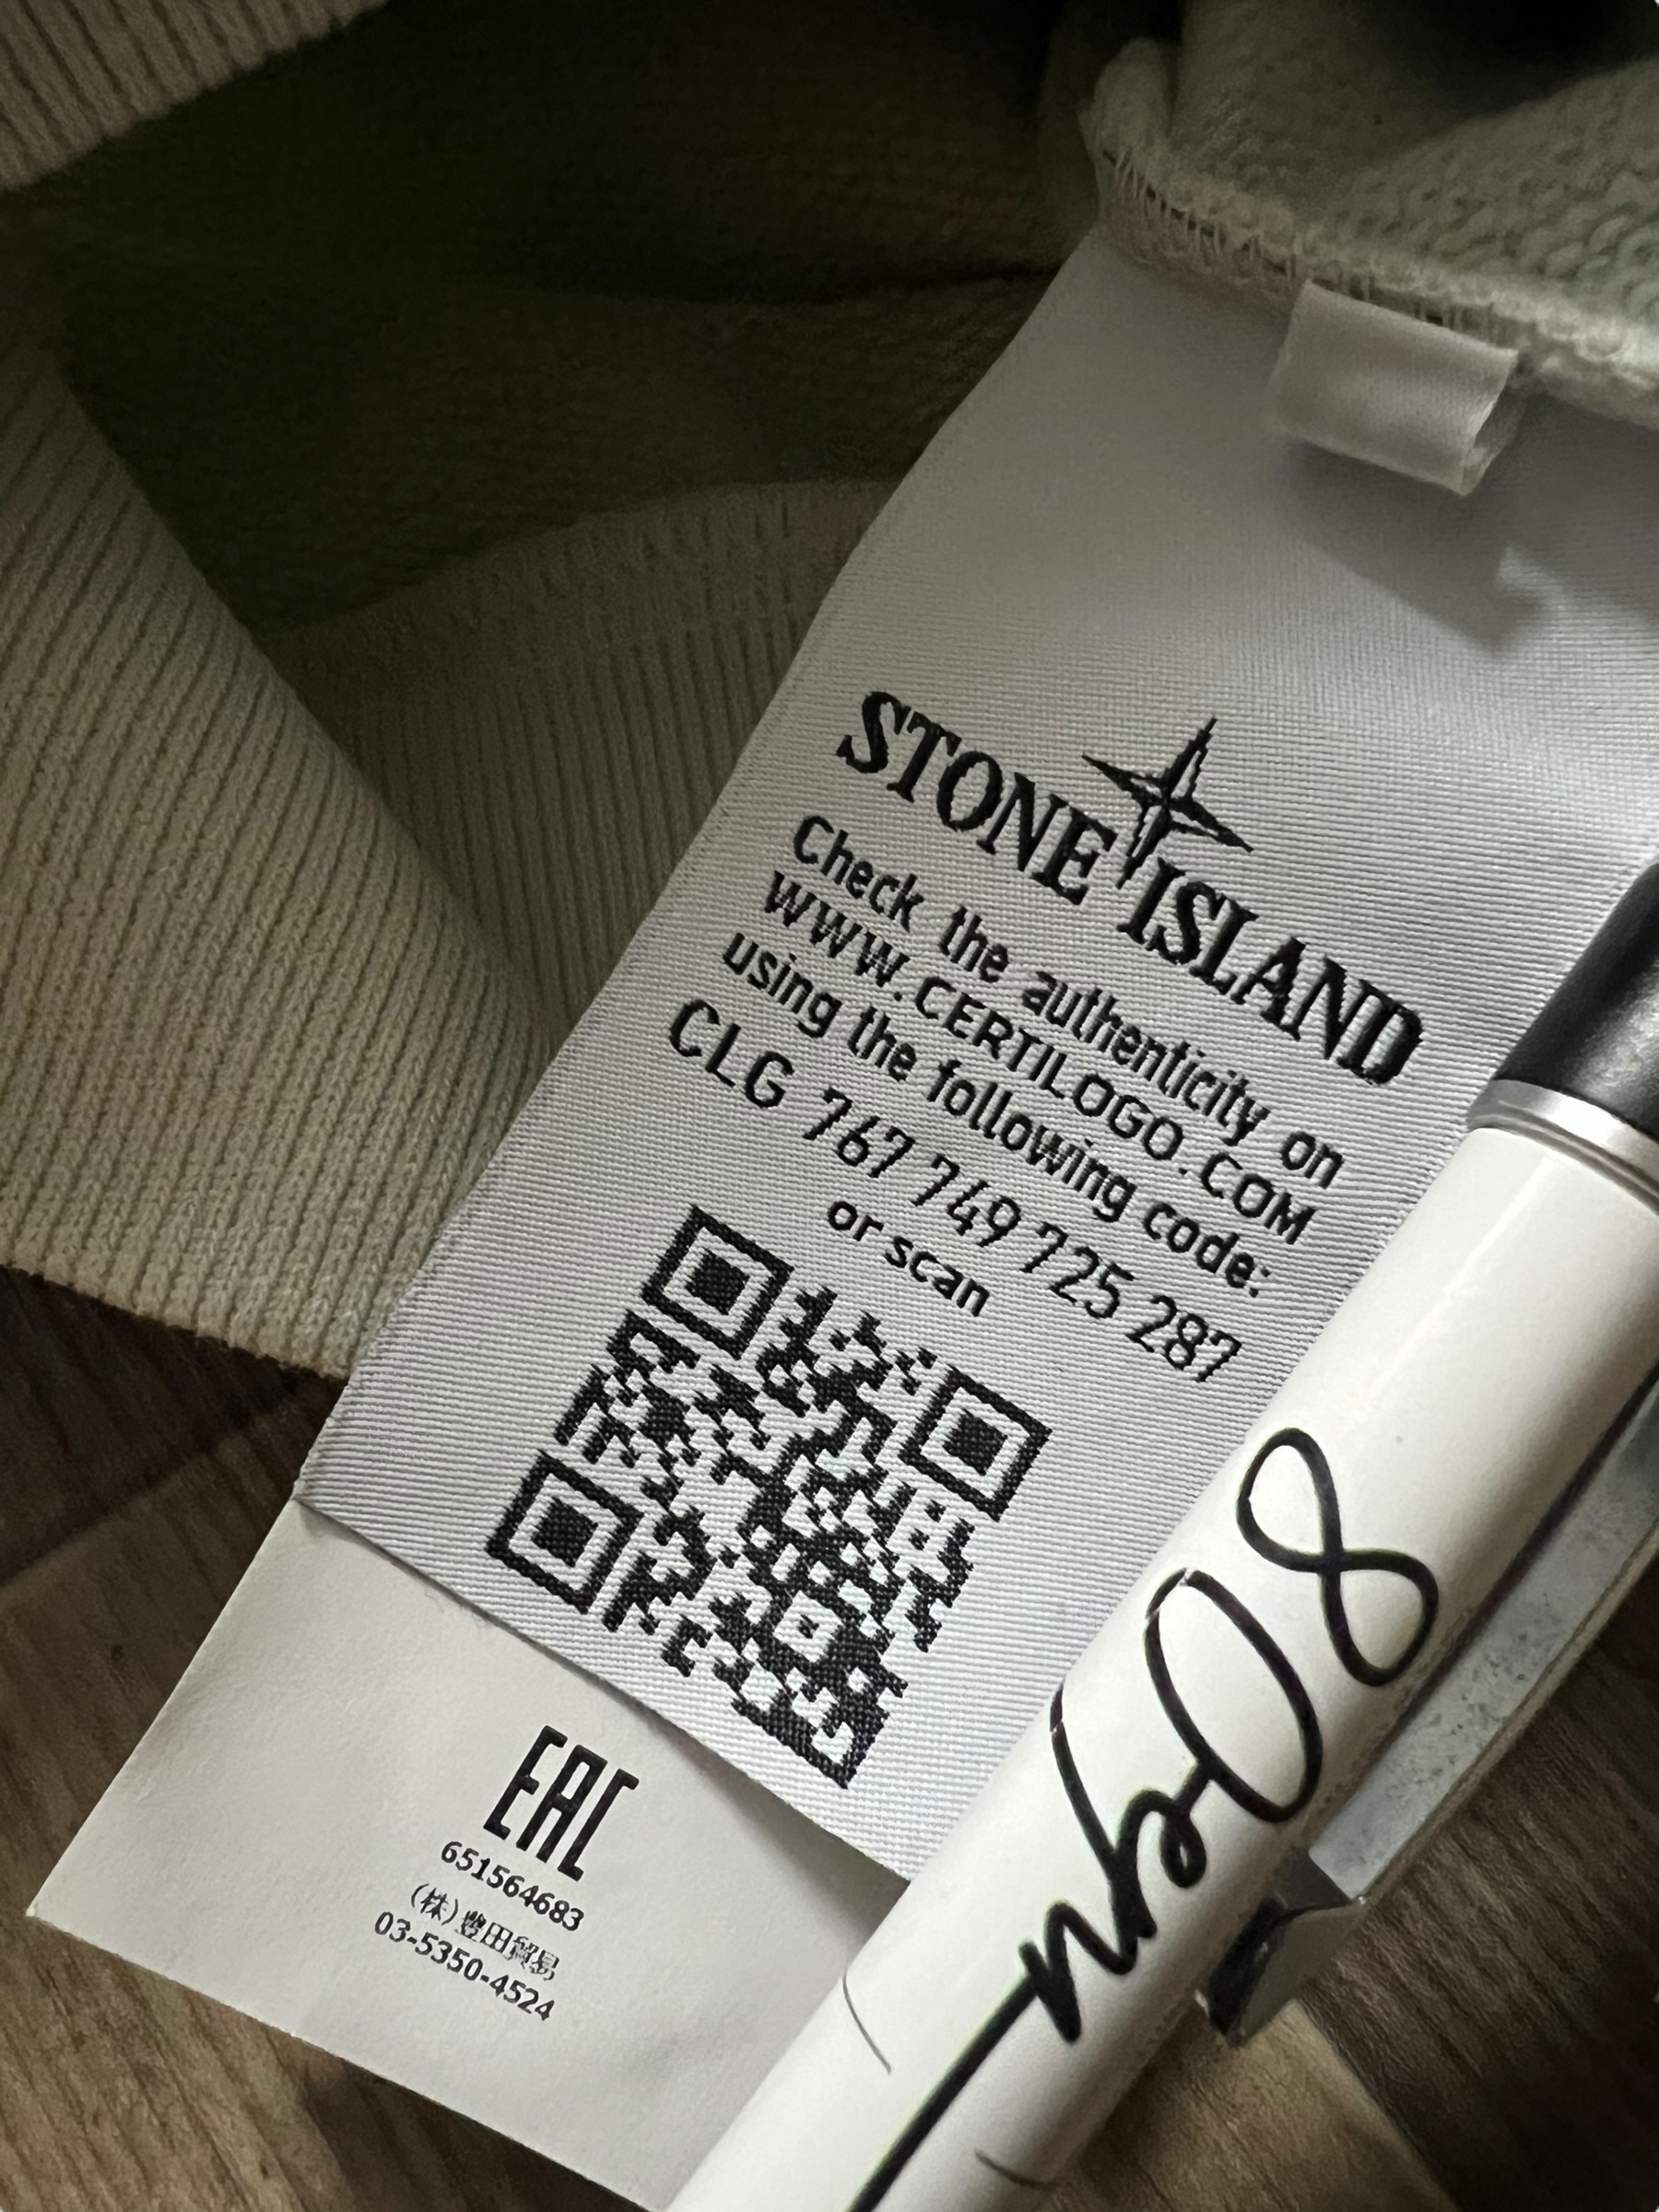 STONE ISLAND
Check the authenticity on
WWW.CERTILOGO.COM
using the following code:
CLG 767 749 725 287
or scan
EAC
651564683
(株)豊田貿易
03-5350-4524